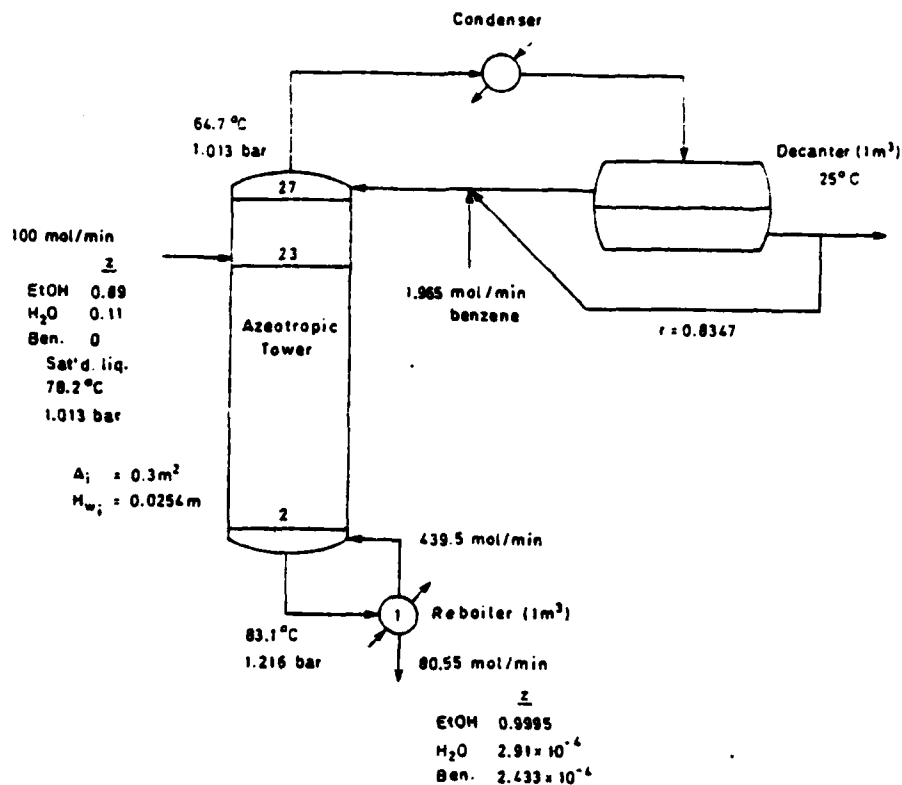 Condenser
64.7 °C
1.013 bar
Decanter (1m³)
25° C
27
100 mol/min
z
23
EtOH 0.89
H₂O 0.11
Ben. 0
Sat'd. liq.
78.2 °C
1.013 bar
Azeotropic
Tower
1.965 mol/min
benzene
r = 0.8347
Aᵢ = 0.3m²
H_wᵢ = 0.0254m
2
439.5 mol/min
1
Reboiler (1m³)
83.1 °C
1.216 bar
80.55 mol/min
z
EtOH 0.9995
H₂O 2.91 x 10⁻⁴
Ben. 2.433 x 10⁻⁴